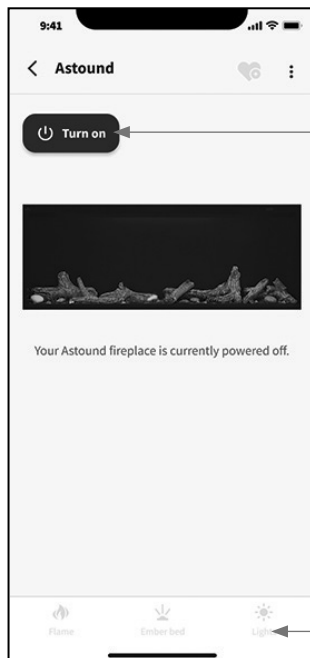 9:41
Astound
Turn on
Your Astound fireplace is currently powered off.
Flame
Ember bed
Light